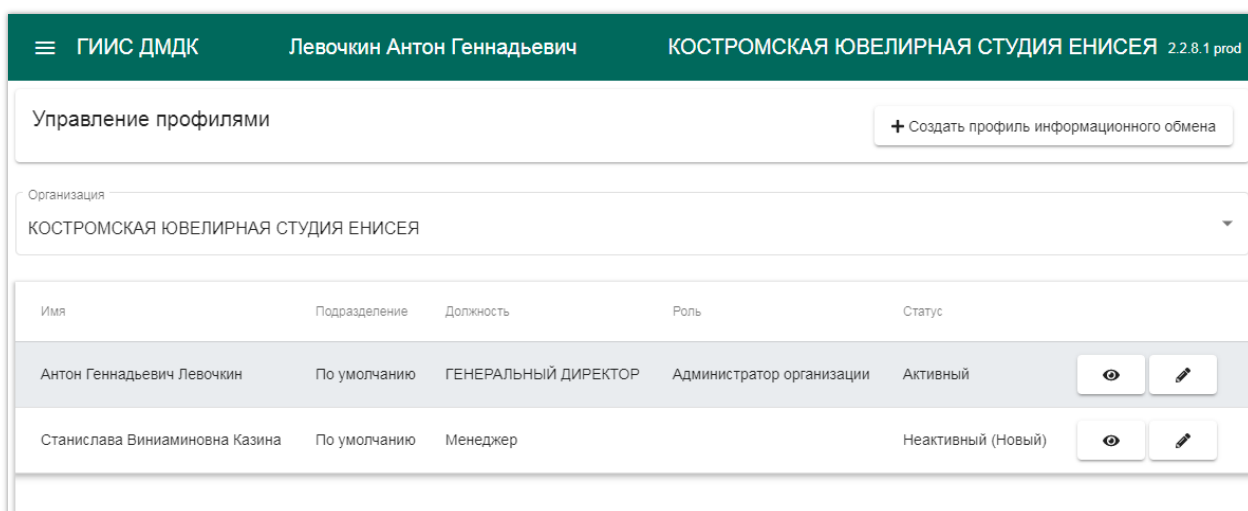 ГИИС ДМДК Левочкин Антон Геннадьевич КОСТРОМСКАЯ ЮВЕЛИРНАЯ СТУДИЯ ЕНИСЕЯ 2.2.8.1 prod
Управление профилями + Создать профиль информационного обмена
Организация
КОСТРОМСКАЯ ЮВЕЛИРНАЯ СТУДИЯ ЕНИСЕЯ
Имя Подразделение Должность Роль Статус
Антон Геннадьевич Левочкин По умолчанию ГЕНЕРАЛЬНЫЙ ДИРЕКТОР Администратор организации Активный
Станислава Виниаминовна Казина По умолчанию Менеджер Неактивный (Новый)